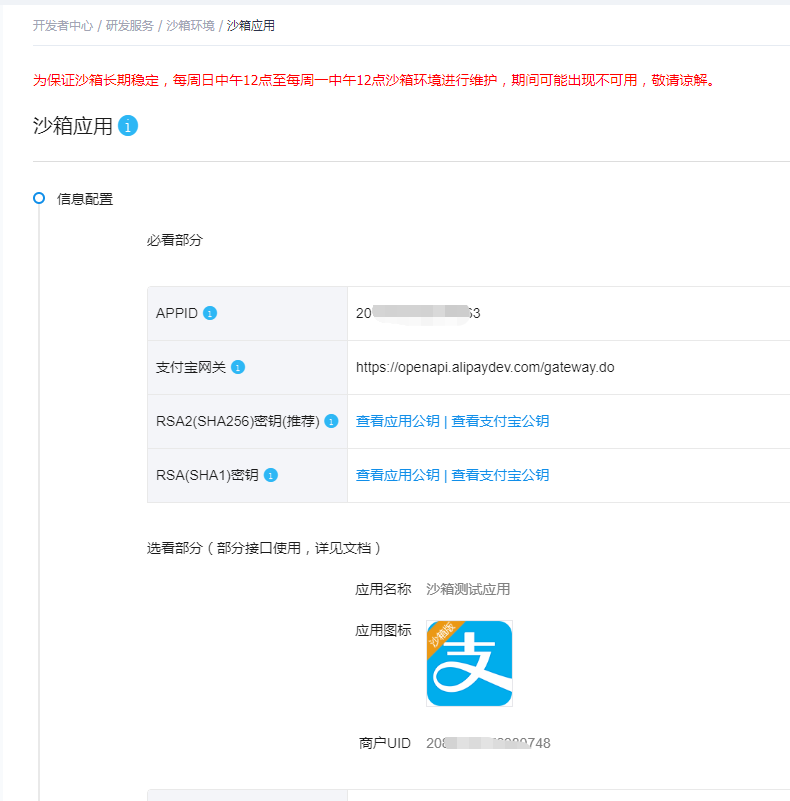 开发者中心 / 研发服务 / 沙箱环境 / 沙箱应用
为保证沙箱长期稳定，每周日中午12点至每周一中午12点沙箱环境进行维护，期间可能出现不可用，敬请谅解。
沙箱应用 i
信息配置
必看部分
APPID i 20 63
支付宝网关 i https://openapi.alipaydev.com/gateway.do
RSA2(SHA256)密钥(推荐) i 查看应用公钥 | 查看支付宝公钥
RSA(SHA1)密钥 i 查看应用公钥 | 查看支付宝公钥
选看部分（部分接口使用，详见文档）
应用名称 沙箱测试应用
应用图标 沙箱版 支
商户UID 208 748